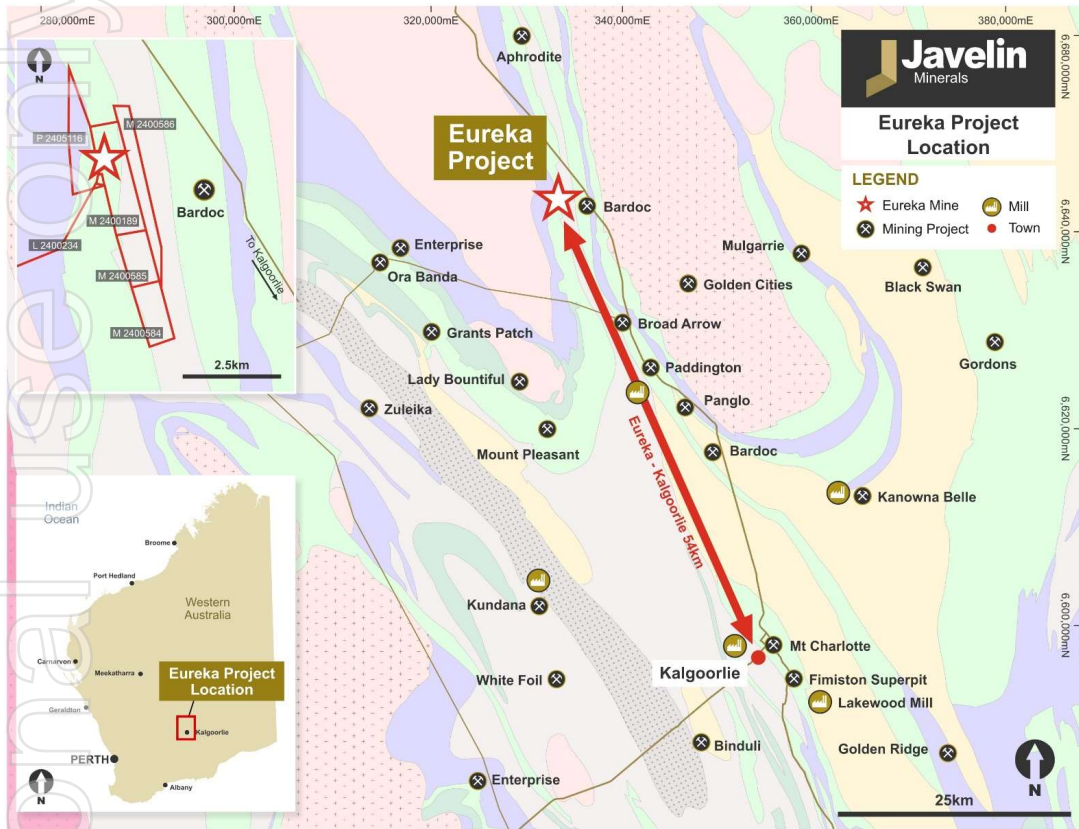 280,000mE
300,000mE
320,000mE
340,000mE
360,000mE
380,000mE
6,680,000mN
6,640,000mN
6,620,000mN
6,600,000mN
Javelin
Minerals
Eureka Project
Location
LEGEND
Eureka Mine
Mill
Mining Project
Town
N
P 2405116
M 2400586
M 2400189
L 2400234
M 2400585
M 2400584
Bardoc
To Kalgoorlie
2.5km
Aphrodite
Eureka
Project
Bardoc
Enterprise
Ora Banda
Mulgarrie
Black Swan
Golden Cities
Grants Patch
Broad Arrow
Gordons
Lady Bountiful
Paddington
Zuleika
Panglo
Mount Pleasant
Bardoc
Eureka - Kalgoorlie 54km
Kanowna Belle
Kundana
Mt Charlotte
Kalgoorlie
White Foil
Fimiston Superpit
Lakewood Mill
Binduli
Golden Ridge
Enterprise
N
25km
Indian
Ocean
Broome
Port Hedland
Western
Australia
Carnarvon
Meekatharra
Eureka Project
Location
Geraldton
Kalgoorlie
PERTH
Albany
N
onal use only